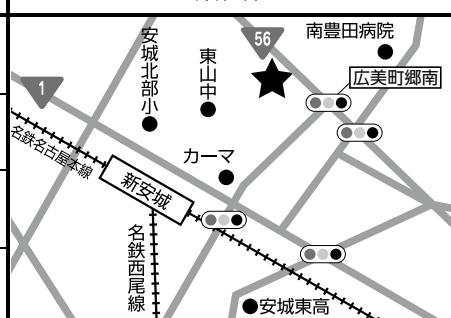 安城北部小
東山中
56
南豊田病院
広美町郷南
1
名鉄名古屋本線
カーマ
新安城
名鉄西尾線
安城東高